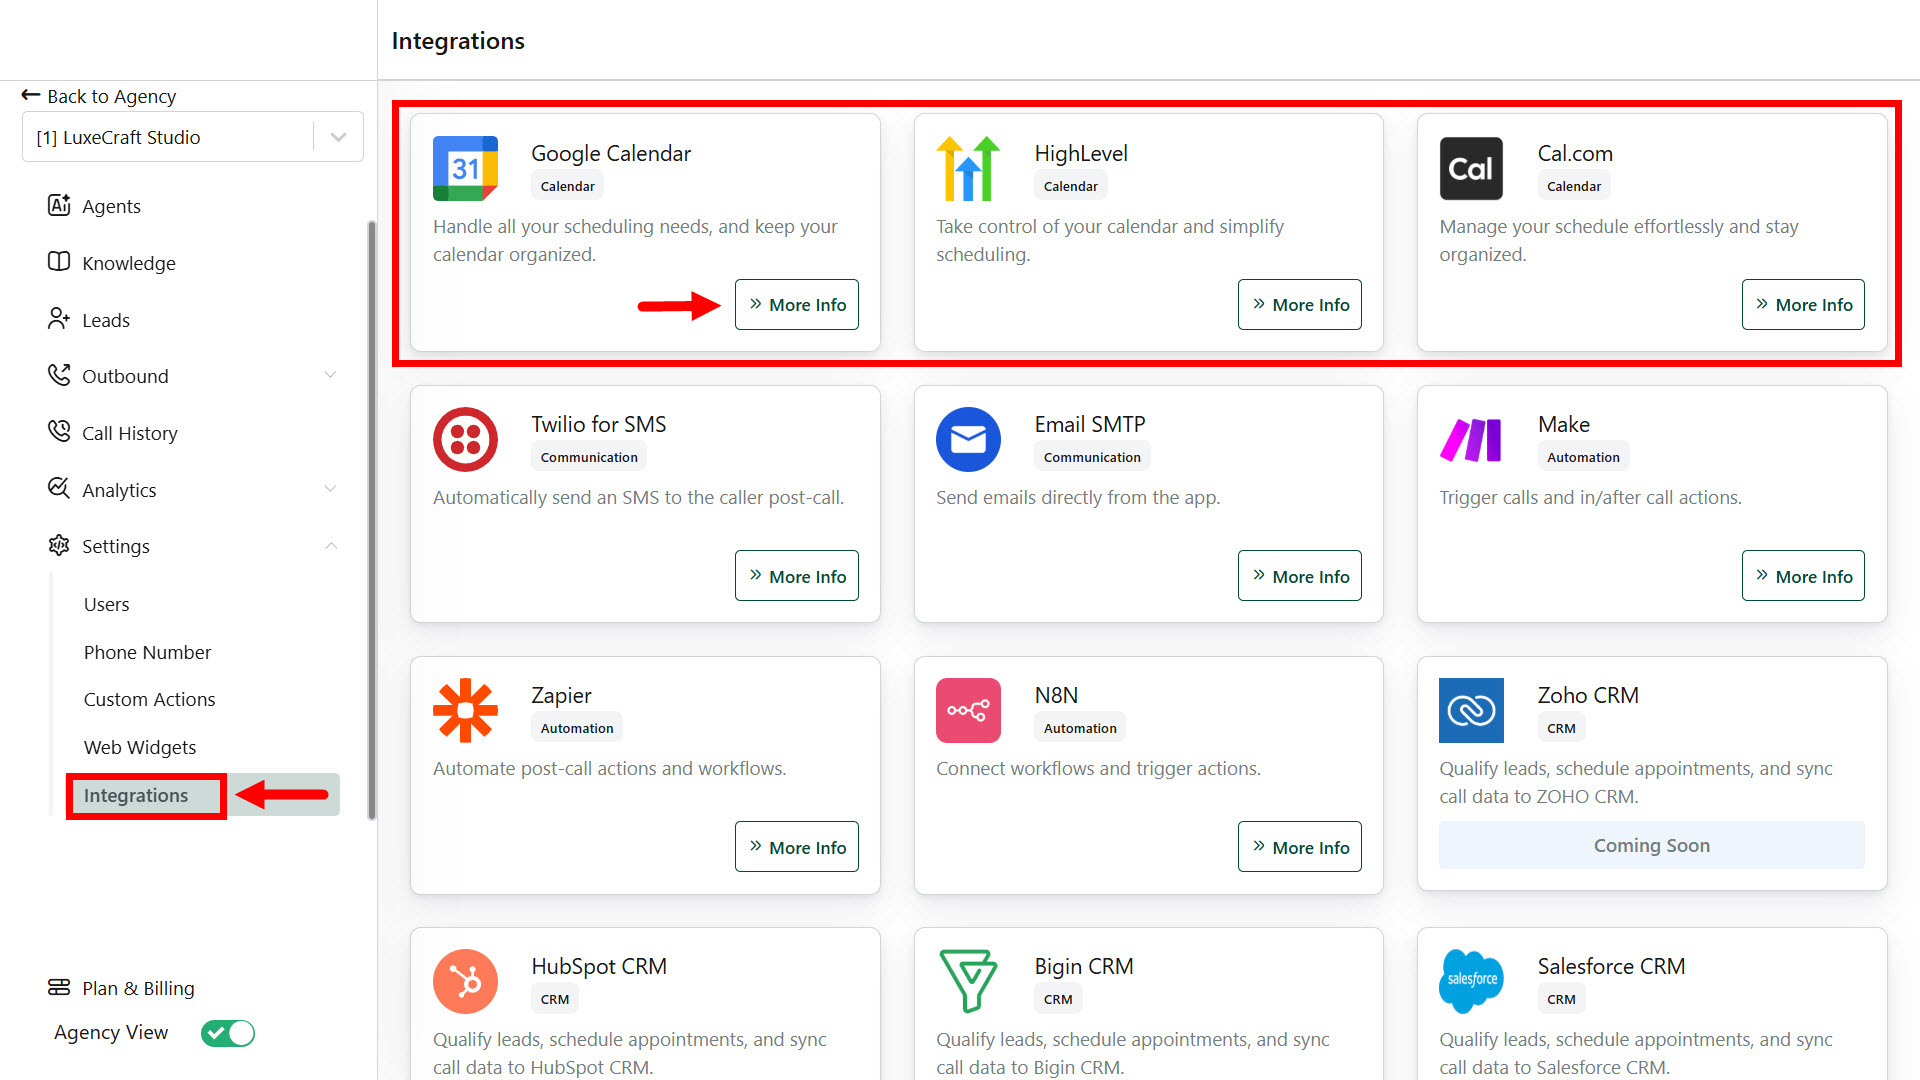 Integrations
Back to Agency
[1] LuxeCraft Studio
Agents
Knowledge
Leads
Outbound
Call History
Analytics
Settings
Users
Phone Number
Custom Actions
Web Widgets
Integrations
Plan & Billing
Agency View
31
Google Calendar
Calendar
Handle all your scheduling needs, and keep your
calendar organized.
More Info
HighLevel
Calendar
Take control of your calendar and simplify
scheduling.
More Info
Cal
Cal.com
Calendar
Manage your schedule effortlessly and stay
organized.
More Info
Twilio for SMS
Communication
Automatically send an SMS to the caller post-call.
More Info
Email SMTP
Communication
Send emails directly from the app.
More Info
Make
Automation
Trigger calls and in/after call actions.
More Info
Zapier
Automation
Automate post-call actions and workflows.
More Info
N8N
Automation
Connect workflows and trigger actions.
More Info
Zoho CRM
CRM
Qualify leads, schedule appointments, and sync
call data to ZOHO CRM.
Coming Soon
HubSpot CRM
CRM
Qualify leads, schedule appointments, and sync
call data to HubSpot CRM.
Bigin CRM
CRM
Qualify leads, schedule appointments, and sync
call data to Bigin CRM.
salesforce
Salesforce CRM
CRM
Qualify leads, schedule appointments, and sync
call data to Salesforce CRM.